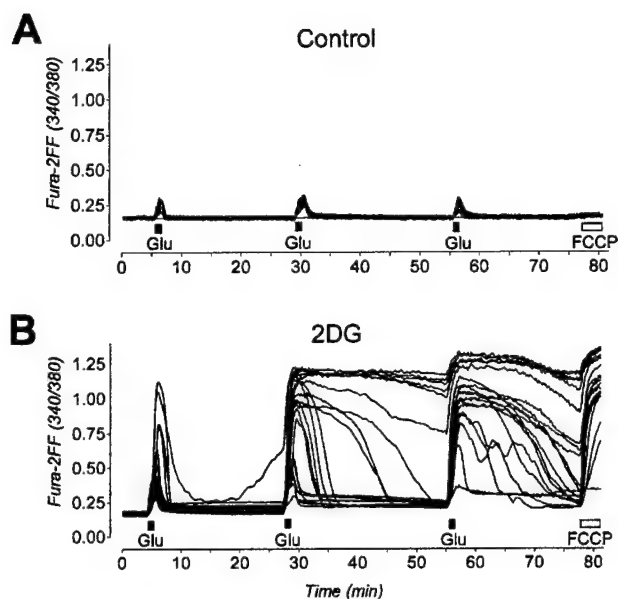 A
Control
Fura-2FF (340/380)
1.25
1.00
0.75
0.50
0.25
0.00
Glu Glu Glu FCCP
0 10 20 30 40 50 60 70 80
B
2DG
Fura-2FF (340/380)
1.25
1.00
0.75
0.50
0.25
0.00
Glu Glu Glu FCCP
0 10 20 30 40 50 60 70 80
Time (min)